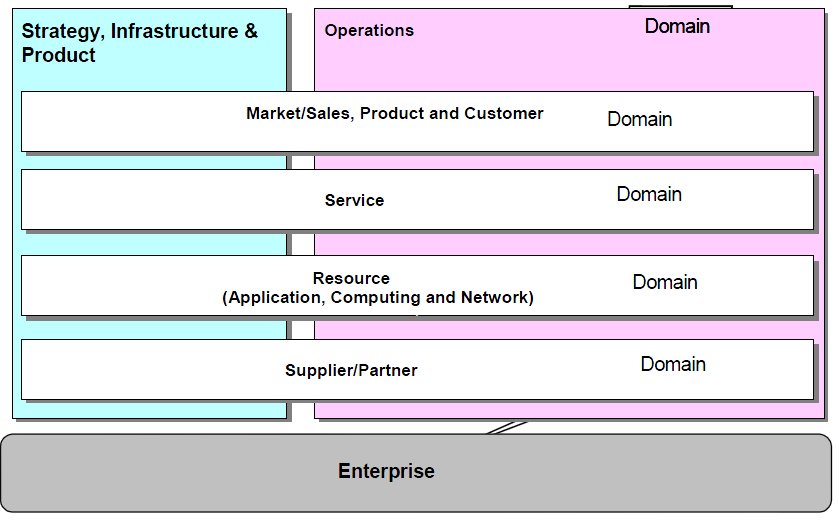 Strategy, Infrastructure &
Product
Operations
Domain
Market/Sales, Product and Customer
Domain
Service
Domain
Resource
(Application, Computing and Network)
Domain
Supplier/Partner
Domain
Enterprise